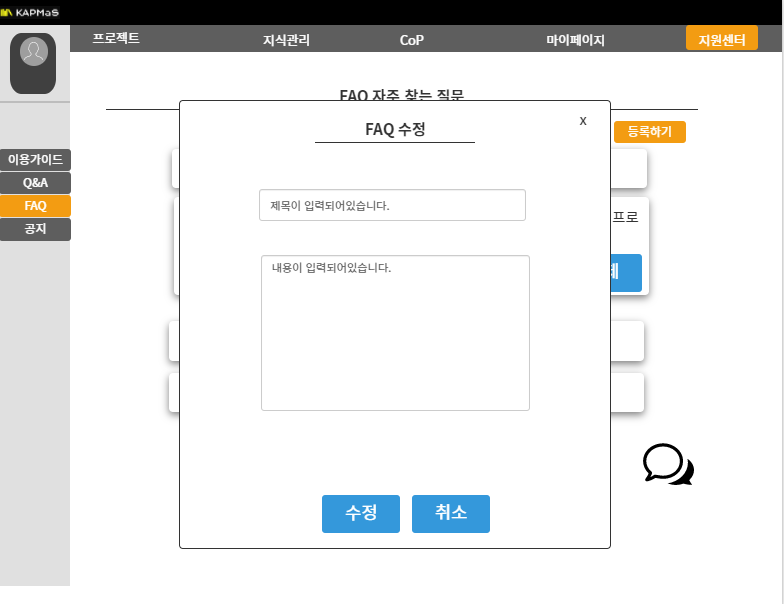 KAPMaS
프로젝트
지식관리
CoP
마이페이지
지원센터
FAQ 자주 찾는 질문
FAQ 수정
x
등록하기
이용가이드
Q&A
FAQ
공지
제목이 입력되어있습니다.
프로
내용이 입력되어있습니다.
수정
취소